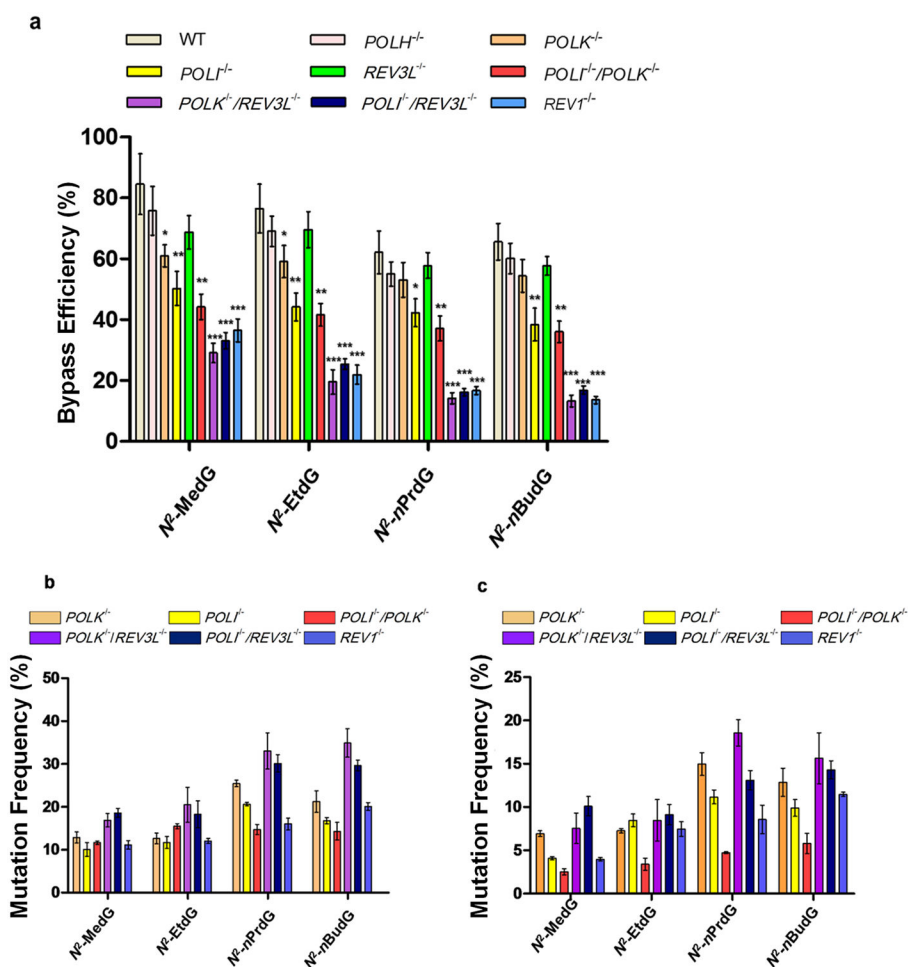 a
WT POLH-/- POLK-/-
POLI-/- REV3L-/- POLI-/-/POLK-/-
POLK-/-/REV3L-/- POLI-/-/REV3L-/- REV1-/-
Bypass Efficiency (%)
100
80
60
40
20
0
* ** ** *** *** ***
* ** ** *** *** ***
* ** *** *** ***
** ** *** *** ***
N²-MedG N²-EtdG N²-nPrdG N²-nBudG
b
POLK-/- POLI-/- POLI-/-/POLK-/-
POLK-/-/REV3L-/- POLI-/-/REV3L-/- REV1-/-
Mutation Frequency (%)
50
40
30
20
10
0
N²-MedG N²-EtdG N²-nPrdG N²-nBudG
c
POLK-/- POLI-/- POLI-/-/POLK-/-
POLK-/-/REV3L-/- POLI-/-/REV3L-/- REV1-/-
Mutation Frequency (%)
25
20
15
10
5
0
N²-MedG N²-EtdG N²-nPrdG N²-nBudG